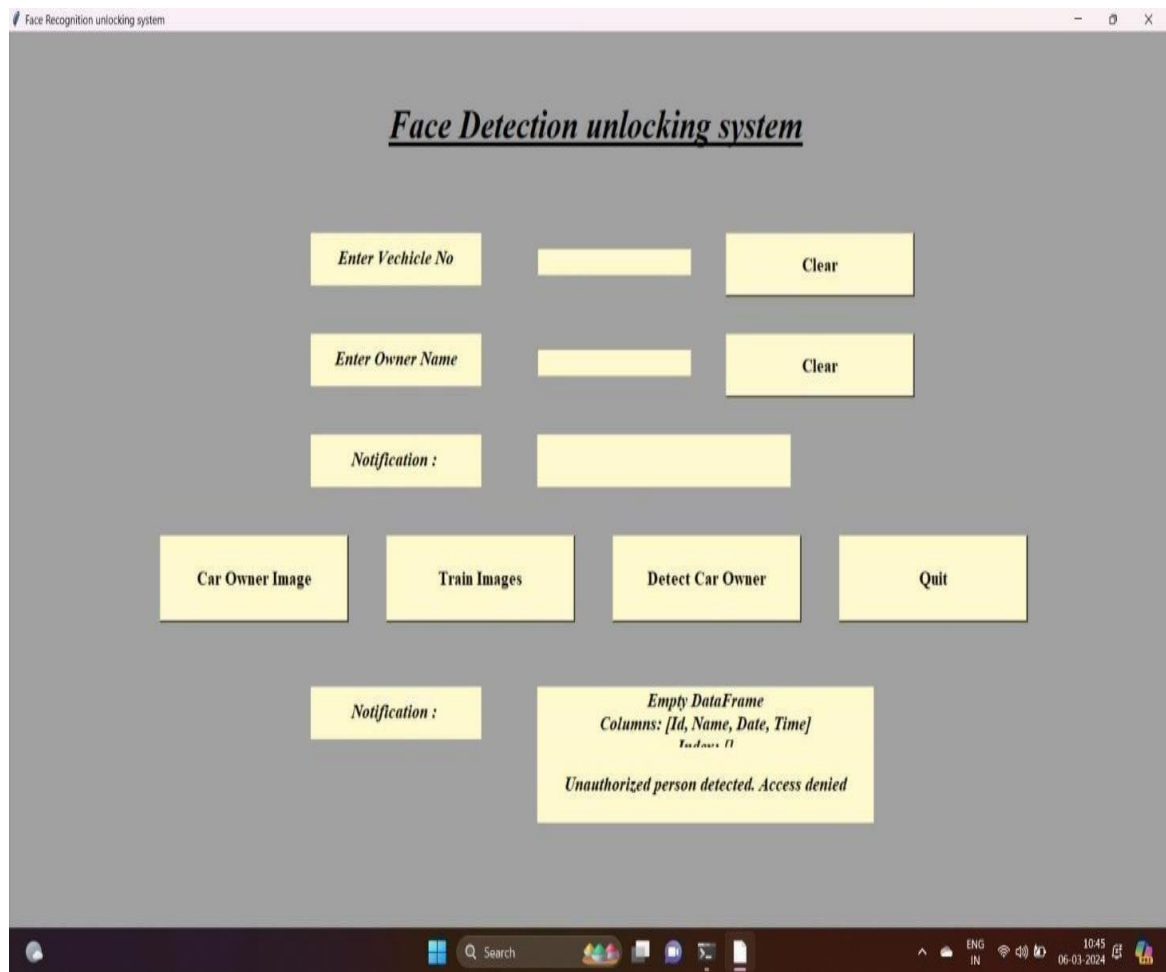 Face Recognition unlocking system
Face Detection unlocking system
Enter Vechicle No
Clear
Enter Owner Name
Clear
Notification :
Car Owner Image
Train Images
Detect Car Owner
Quit
Notification :
Empty DataFrame
Columns: [Id, Name, Date, Time]
Index: []
Unauthorized person detected. Access denied
Search
ENG
IN
10:45
06-03-2024